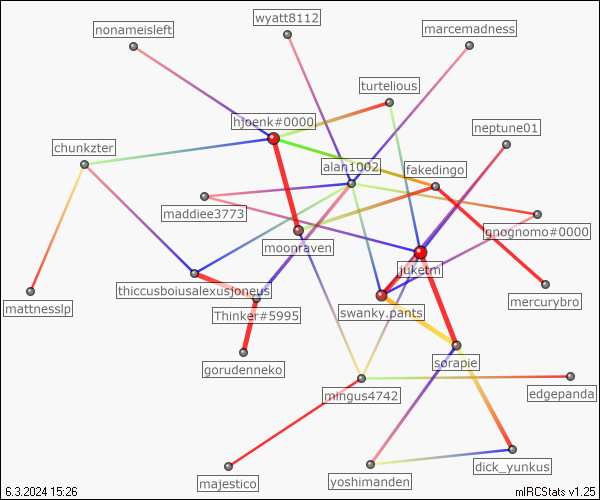 wyatt8112
nonameisleft
marcemadness
turtelious
hjoenk#0000
neptune01
chunkzter
alan1002
fakedingo
maddiee3773
gnognomo#0000
moonraven
juketm
thiccusboiusalexusjoneus
mattnesslp
mercurybro
swanky.pants
Thinker#5995
sorapie
gorudenneko
edgepanda
mingus4742
dick_yunkus
yoshimanden
majestico
6.3.2024 15:26
mIRCStats v1.25